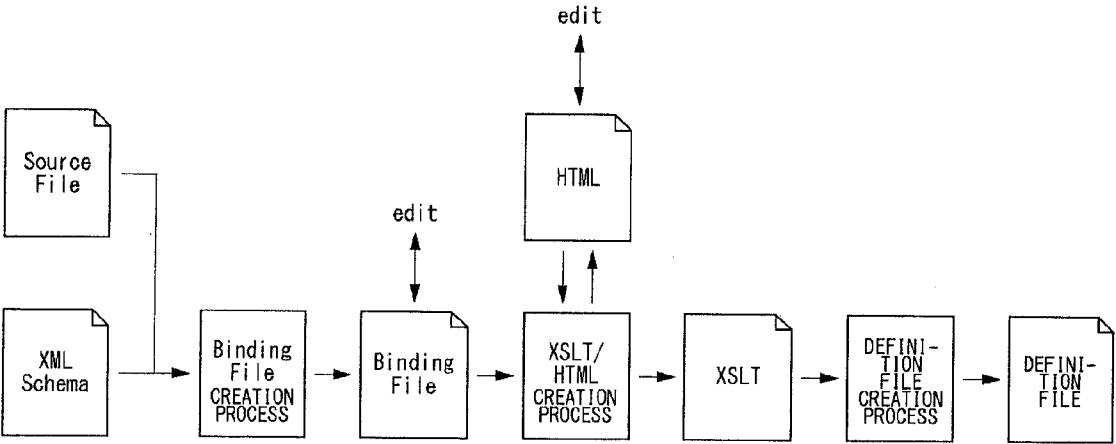 edit
Source
File
HTML
edit
XML
Schema
Binding
File
CREATION
PROCESS
Binding
File
XSLT/
HTML
CREATION
PROCESS
XSLT
DEFINI-
TION
FILE
CREATION
PROCESS
DEFINI-
TION
FILE